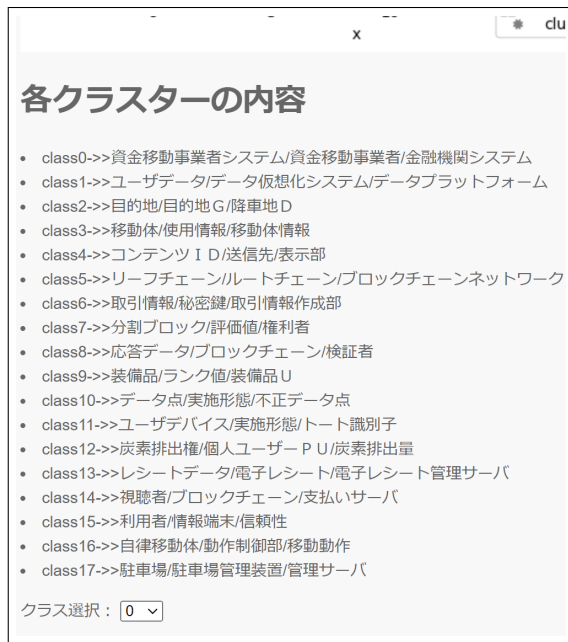 x
clu
各クラスターの内容
• class0->>資金移動事業者システム/資金移動事業者/金融機関システム
• class1->>ユーザデータ/データ仮想化システム/データプラットフォーム
• class2->>目的地/目的地Ｇ/降車地Ｄ
• class3->>移動体/使用情報/移動体情報
• class4->>コンテンツＩＤ/送信先/表示部
• class5->>リーフチェーン/ルートチェーン/ブロックチェーンネットワーク
• class6->>取引情報/秘密鍵/取引情報作成部
• class7->>分割ブロック/評価値/権利者
• class8->>応答データ/ブロックチェーン/検証者
• class9->>装備品/ランク値/装備品Ｕ
• class10->>データ点/実施形態/不正データ点
• class11->>ユーザデバイス/実施形態/トート識別子
• class12->>炭素排出権/個人ユーザーＰＵ/炭素排出量
• class13->>レシートデータ/電子レシート/電子レシート管理サーバ
• class14->>視聴者/ブロックチェーン/支払いサーバ
• class15->>利用者/情報端末/信頼性
• class16->>自律移動体/動作制御部/移動動作
• class17->>駐車場/駐車場管理装置/管理サーバ
クラス選択： 0